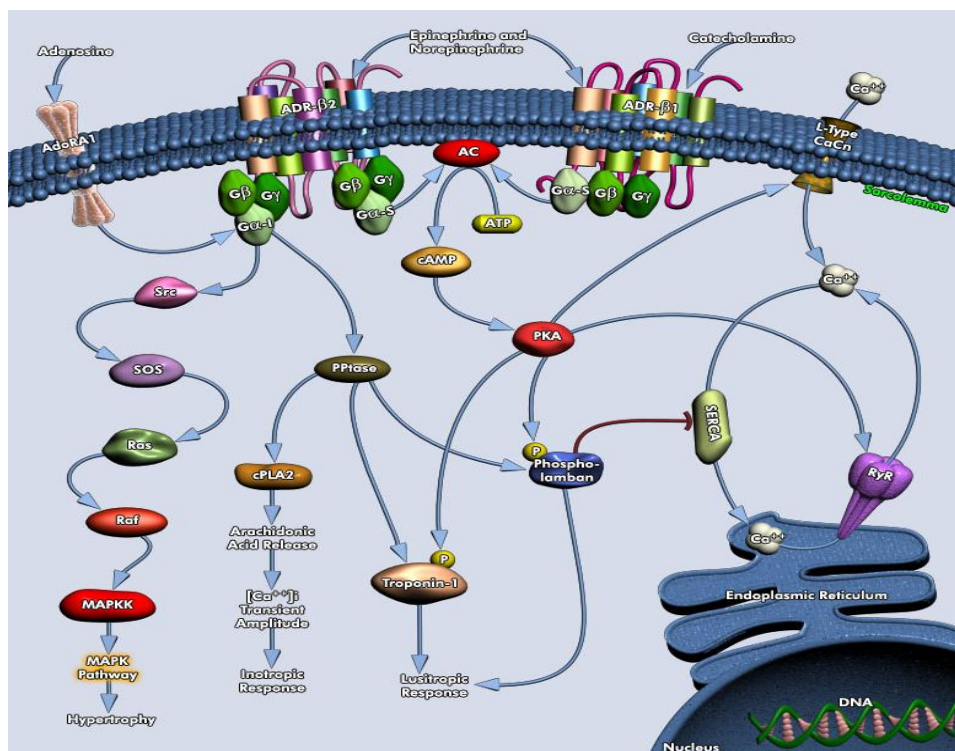 Adenosine
Epinephrine and
Norepinephrine
Catecholamine
Ca++
ADR-β2
ADR-β1
L-Type
CaCn
AdoRA1
AC
Sarcolemma
Gβ
Gγ
Gα-I
Gβ
Gγ
Gα-S
Gα-S
Gβ
Gγ
ATP
cAMP
Ca++
Src
PKA
SOS
PPtase
SERCA
Ras
P
Phospho-
lamban
cPLA2
RyR
Raf
Arachidonic
Acid Release
Ca++
P
Troponin-1
MAPKK
[Ca++]i
Transient
Amplitude
Endoplasmic Reticulum
MAPK
Pathway
Inotropic
Response
Lusitropic
Response
Hypertrophy
DNA
Nucleus